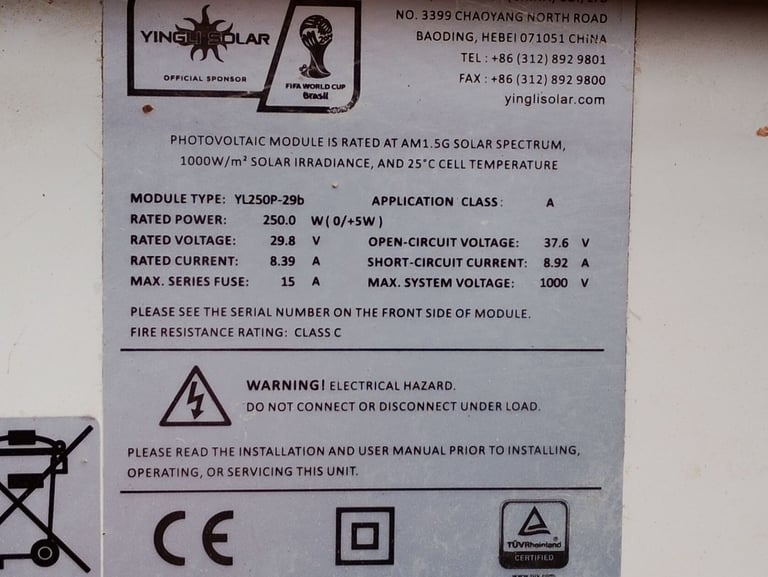 YINGLI SOLAR
OFFICIAL SPONSOR
FIFA WORLD CUP
Brasil
NO. 3399 CHAOYANG NORTH ROAD
BAODING, HEBEI 071051 CHINA
TEL : +86 (312) 892 9801
FAX : +86 (312) 892 9800
yinglisolar.com
PHOTOVOLTAIC MODULE IS RATED AT AM1.5G SOLAR SPECTRUM,
1000W/m² SOLAR IRRADIANCE, AND 25°C CELL TEMPERATURE
MODULE TYPE: YL250P-29b APPLICATION CLASS: A
RATED POWER: 250.0 W ( 0/+5W )
RATED VOLTAGE: 29.8 V OPEN-CIRCUIT VOLTAGE: 37.6 V
RATED CURRENT: 8.39 A SHORT-CIRCUIT CURRENT: 8.92 A
MAX. SERIES FUSE: 15 A MAX. SYSTEM VOLTAGE: 1000 V
PLEASE SEE THE SERIAL NUMBER ON THE FRONT SIDE OF MODULE.
FIRE RESISTANCE RATING: CLASS C
WARNING! ELECTRICAL HAZARD.
DO NOT CONNECT OR DISCONNECT UNDER LOAD.
PLEASE READ THE INSTALLATION AND USER MANUAL PRIOR TO INSTALLING,
OPERATING, OR SERVICING THIS UNIT.
CE
TÜVRheinland
CERTIFIED